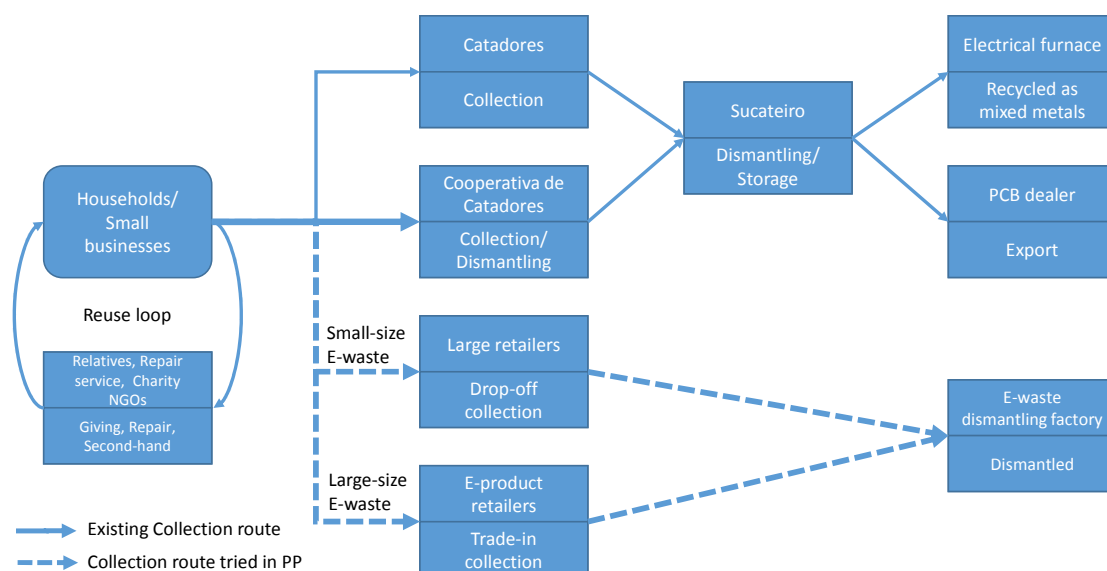 Catadores
Collection
Cooperativa de
Catadores
Collection/
Dismantling
Sucateiro
Dismantling/
Storage
Electrical furnace
Recycled as
mixed metals
PCB dealer
Export
Households/
Small
businesses
Reuse loop
Relatives, Repair
service, Charity
NGOs
Giving, Repair,
Second-hand
Small-size
E-waste
Large retailers
Drop-off
collection
Large-size
E-waste
E-product
retailers
Trade-in
collection
E-waste
dismantling factory
Dismantled
Existing Collection route
Collection route tried in PP